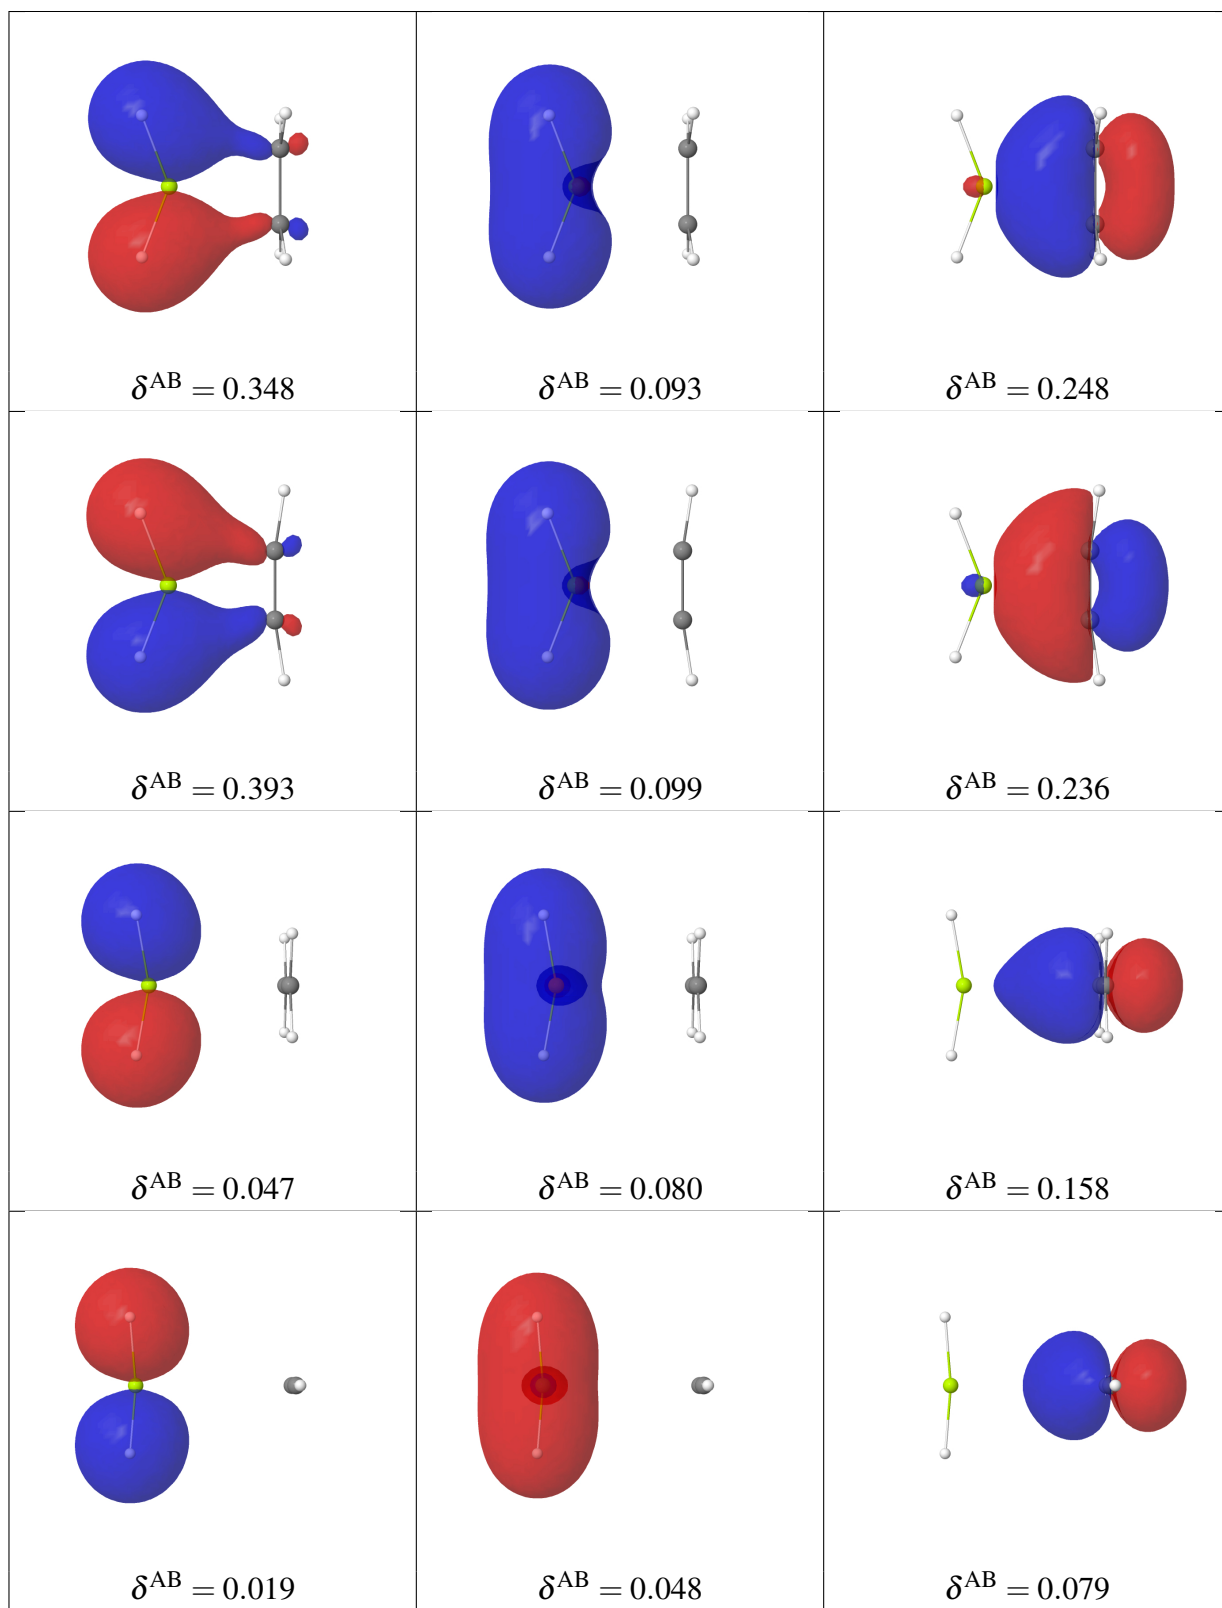 δ^AB = 0.348
δ^AB = 0.093
δ^AB = 0.248
δ^AB = 0.393
δ^AB = 0.099
δ^AB = 0.236
δ^AB = 0.047
δ^AB = 0.080
δ^AB = 0.158
δ^AB = 0.019
δ^AB = 0.048
δ^AB = 0.079